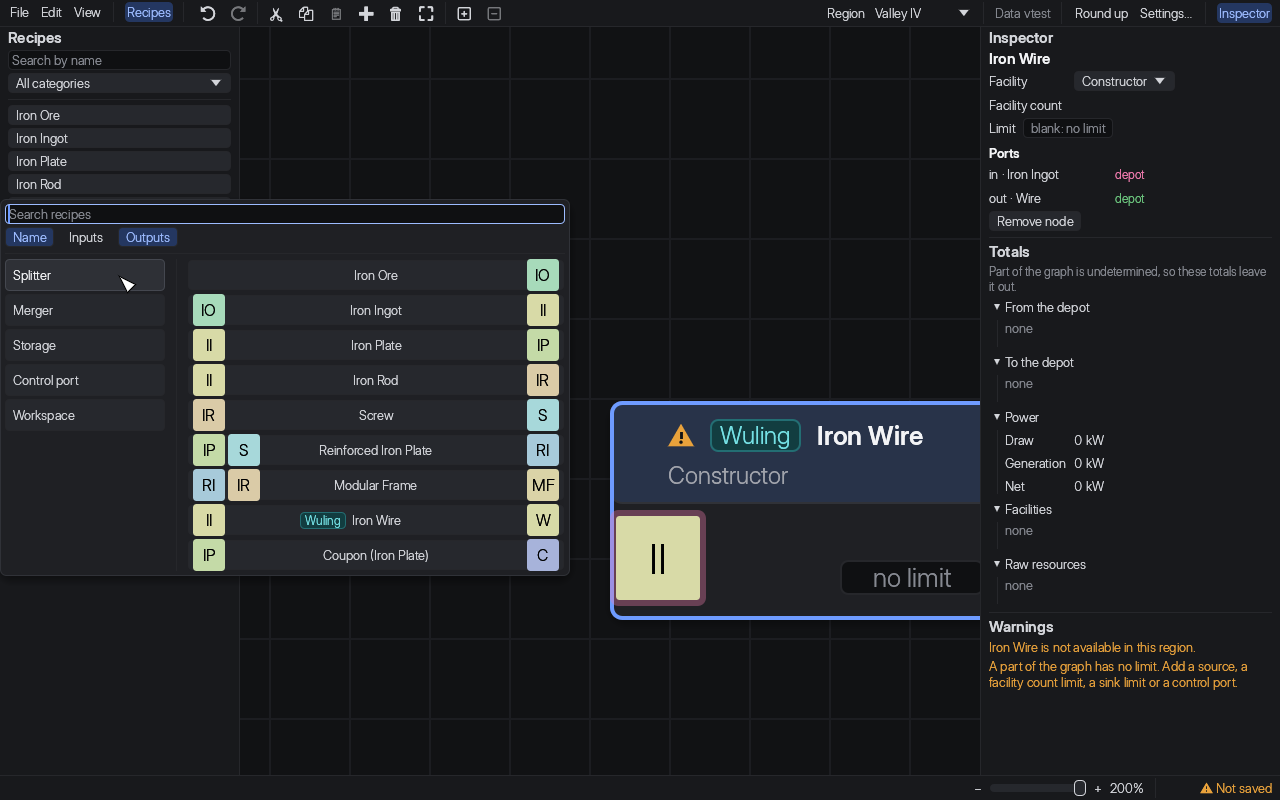 File Edit View Recipes Region Valley IV Data vtest Round up Settings... Inspector
Recipes
Search by name
All categories
Iron Ore
Iron Ingot
Iron Plate
Iron Rod
Search recipes
Name Inputs Outputs
Splitter
Merger
Storage
Control port
Workspace
Iron Ore IO
IO Iron Ingot II
II Iron Plate IP
II Iron Rod IR
IR Screw S
IP S Reinforced Iron Plate RI
RI IR Modular Frame MF
II Wuling Iron Wire W
IP Coupon (Iron Plate) C
Wuling Iron Wire
Constructor
II
no limit
Inspector
Iron Wire
Facility Constructor
Facility count
Limit blank: no limit
Ports
in · Iron Ingot depot
out · Wire depot
Remove node
Totals
Part of the graph is undetermined, so these totals leave
it out.
From the depot
none
To the depot
none
Power
Draw 0 kW
Generation 0 kW
Net 0 kW
Facilities
none
Raw resources
none
Warnings
Iron Wire is not available in this region.
A part of the graph has no limit. Add a source, a
facility count limit, a sink limit or a control port.
− + 200% Not saved